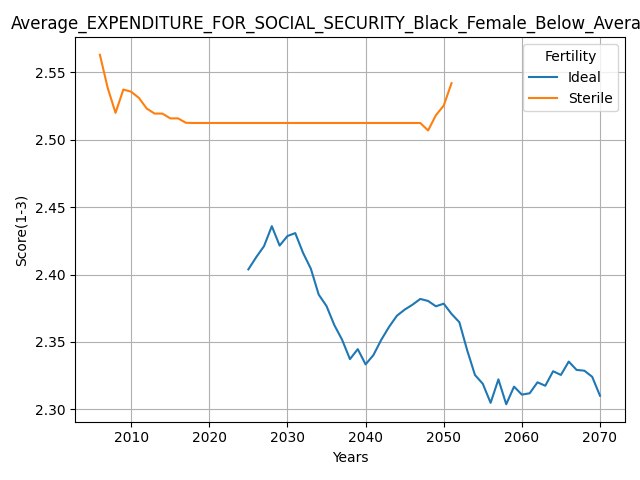 Average_EXPENDITURE_FOR_SOCIAL_SECURITY_Black_Female_Below_Avera
Fertility
Ideal
Sterile
Score(1-3)
2.55
2.50
2.45
2.40
2.35
2.30
2010 2020 2030 2040 2050 2060 2070
Years